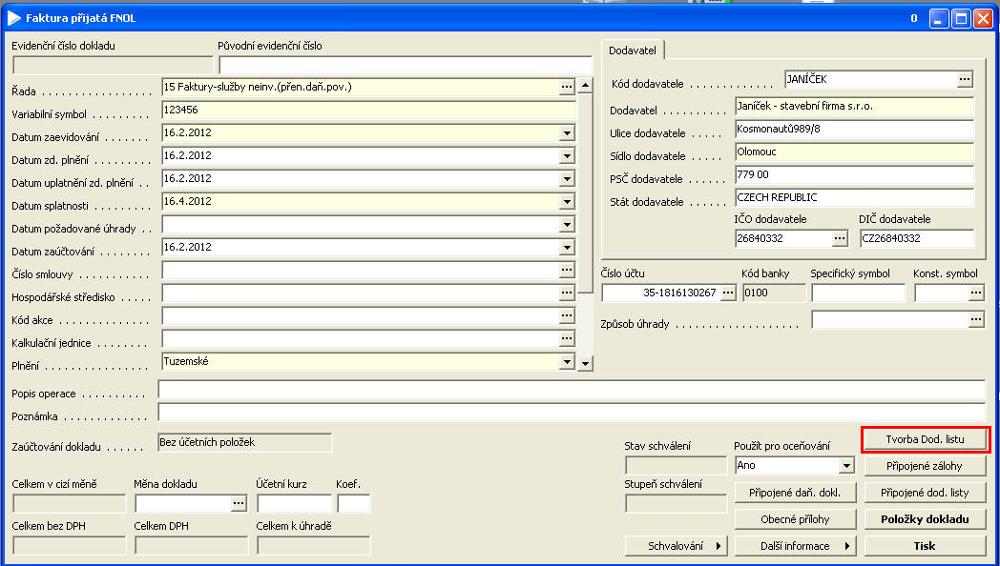 Faktura přijatá FNOL 0
Evidenční číslo dokladu Původní evidenční číslo
Řada . . . . . . . . . . . . . . . . 15 Faktury-služby neinv.(přen.daň.pov.) ...
Variabilní symbol . . . . . . . . . 123456
Datum zaevidování . . . . . . . 16.2.2012
Datum zd. plnění . . . . . . . . . 16.2.2012
Datum uplatnění zd. plnění . . 16.2.2012
Datum splatnosti . . . . . . . . . 16.4.2012
Datum požadované úhrady . .
Datum zaúčtování . . . . . . . . 16.2.2012
Číslo smlouvy . . . . . . . . . . . ...
Hospodářské středisko . . . . . ...
Kód akce . . . . . . . . . . . . . ...
Kalkulační jednice . . . . . . . . ...
Plnění . . . . . . . . . . . . . . . Tuzemské
Dodavatel
Kód dodavatele . . . . . . . . . . . . JANÍČEK ...
Dodavatel . . . . . . . . . . Janíček - stavební firma s.r.o.
Ulice dodavatele . . . . . Kosmonautů989/8
Sídlo dodavatele . . . . . Olomouc
PSČ dodavatele . . . . . . 779 00
Stát dodavatele . . . . . . CZECH REPUBLIC
IČO dodavatele DIČ dodavatele
26840332 ... CZ26840332
Číslo účtu Kód banky Specifický symbol Konst. symbol
35-1816130267 ... 0100 ...
Způsob úhrady . . . . . . . . . . . . . . . . . . ...
Popis operace . . . . . . . . . .
Poznámka . . . . . . . . . . . . .
Zaúčtování dokladu . . . . . . Bez účetních položek
Celkem v cizí měně Měna dokladu Účetní kurz Koef.
...
Celkem bez DPH Celkem DPH Celkem k úhradě
Stav schválení Použít pro oceňování Tvorba Dod. listu
Ano Připojené zálohy
Stupeň schválení
Připojené daň. dokl. Připojené dod. listy
Obecné přílohy Položky dokladu
Schvalování Další informace Tisk